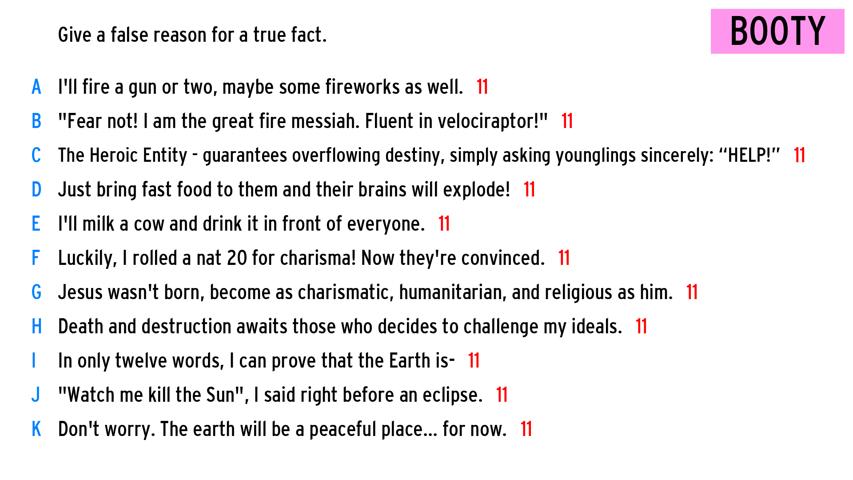 Give a false reason for a true fact.
BOOTY
A I'll fire a gun or two, maybe some fireworks as well. 11
B "Fear not! I am the great fire messiah. Fluent in velociraptor!" 11
C The Heroic Entity - guarantees overflowing destiny, simply asking younglings sincerely: “HELP!” 11
D Just bring fast food to them and their brains will explode! 11
E I'll milk a cow and drink it in front of everyone. 11
F Luckily, I rolled a nat 20 for charisma! Now they're convinced. 11
G Jesus wasn't born, become as charismatic, humanitarian, and religious as him. 11
H Death and destruction awaits those who decides to challenge my ideals. 11
I In only twelve words, I can prove that the Earth is- 11
J "Watch me kill the Sun", I said right before an eclipse. 11
K Don't worry. The earth will be a peaceful place... for now. 11